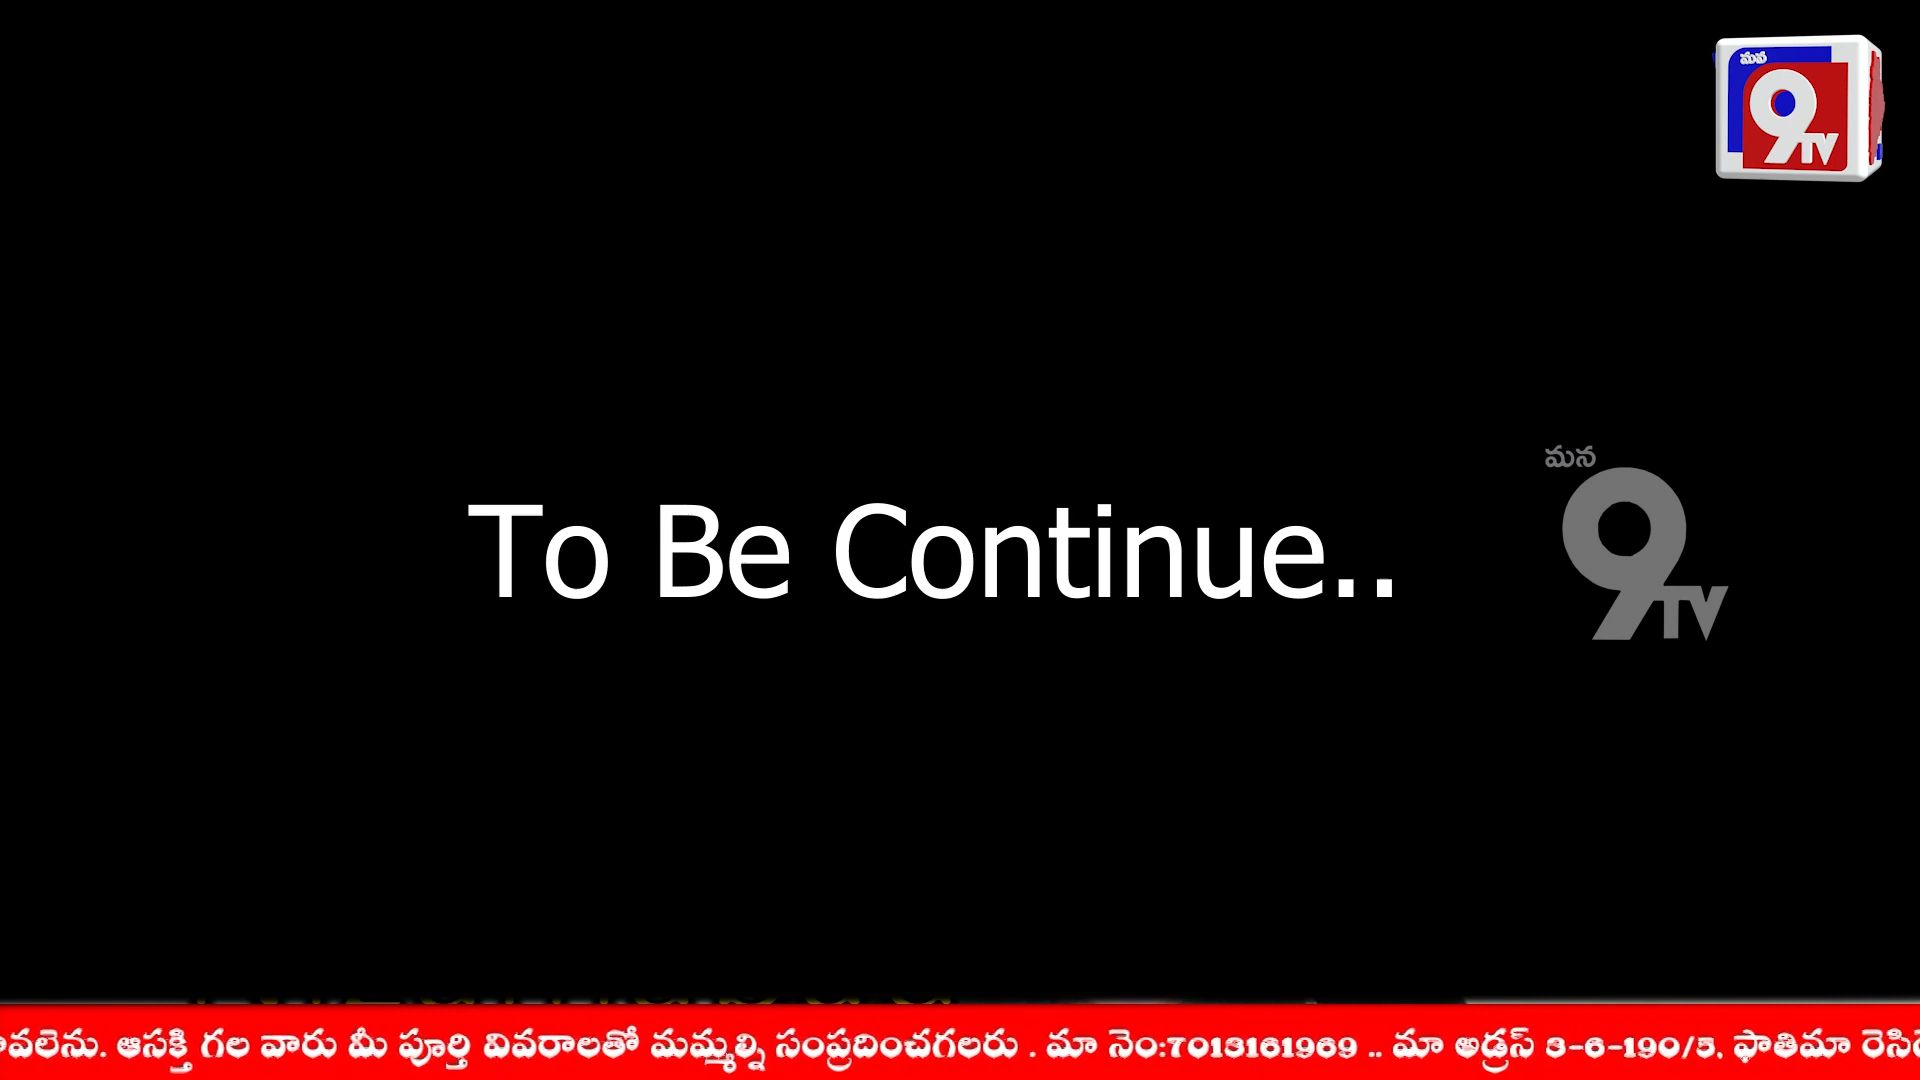 మన
9TV
మన
To Be Continue..
9TV
ఆసక్తి గల వారు మీ పూర్తి వివరాలతో మమ్మల్ని సంప్రదించగలరు . మా నెం:7013161969 .. మా అడ్రస్ 3-6-190/5, ఫాతిమా